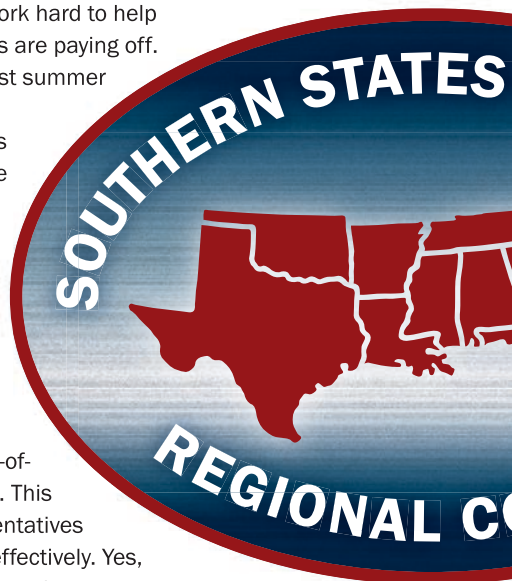 ork hard to help
s are paying off.
st summer
s
e
SOUTHERN STATES
REGIONAL CO
-of-
. This
entatives
effectively. Yes,